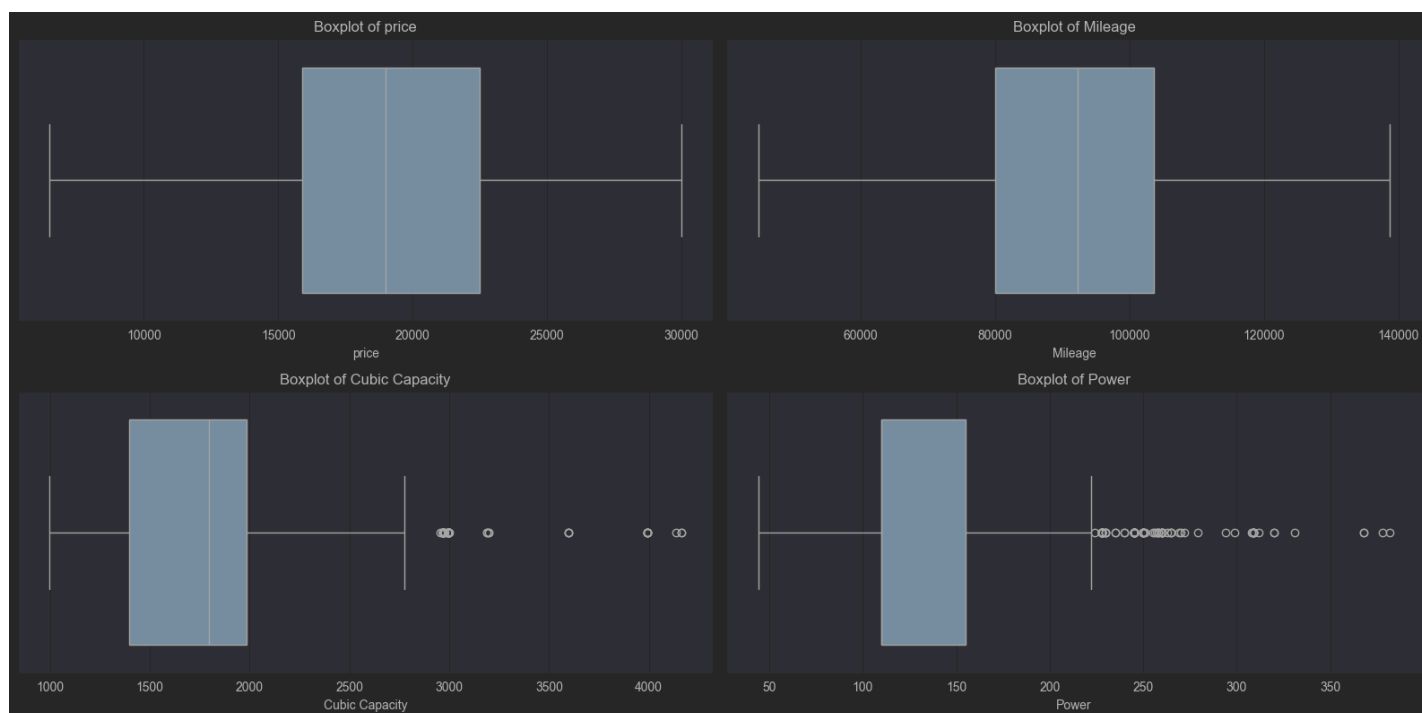 Boxplot of price
10000 15000 20000 25000 30000
price
Boxplot of Mileage
60000 80000 100000 120000 140000
Mileage
Boxplot of Cubic Capacity
1000 1500 2000 2500 3000 3500 4000
Cubic Capacity
Boxplot of Power
50 100 150 200 250 300 350
Power